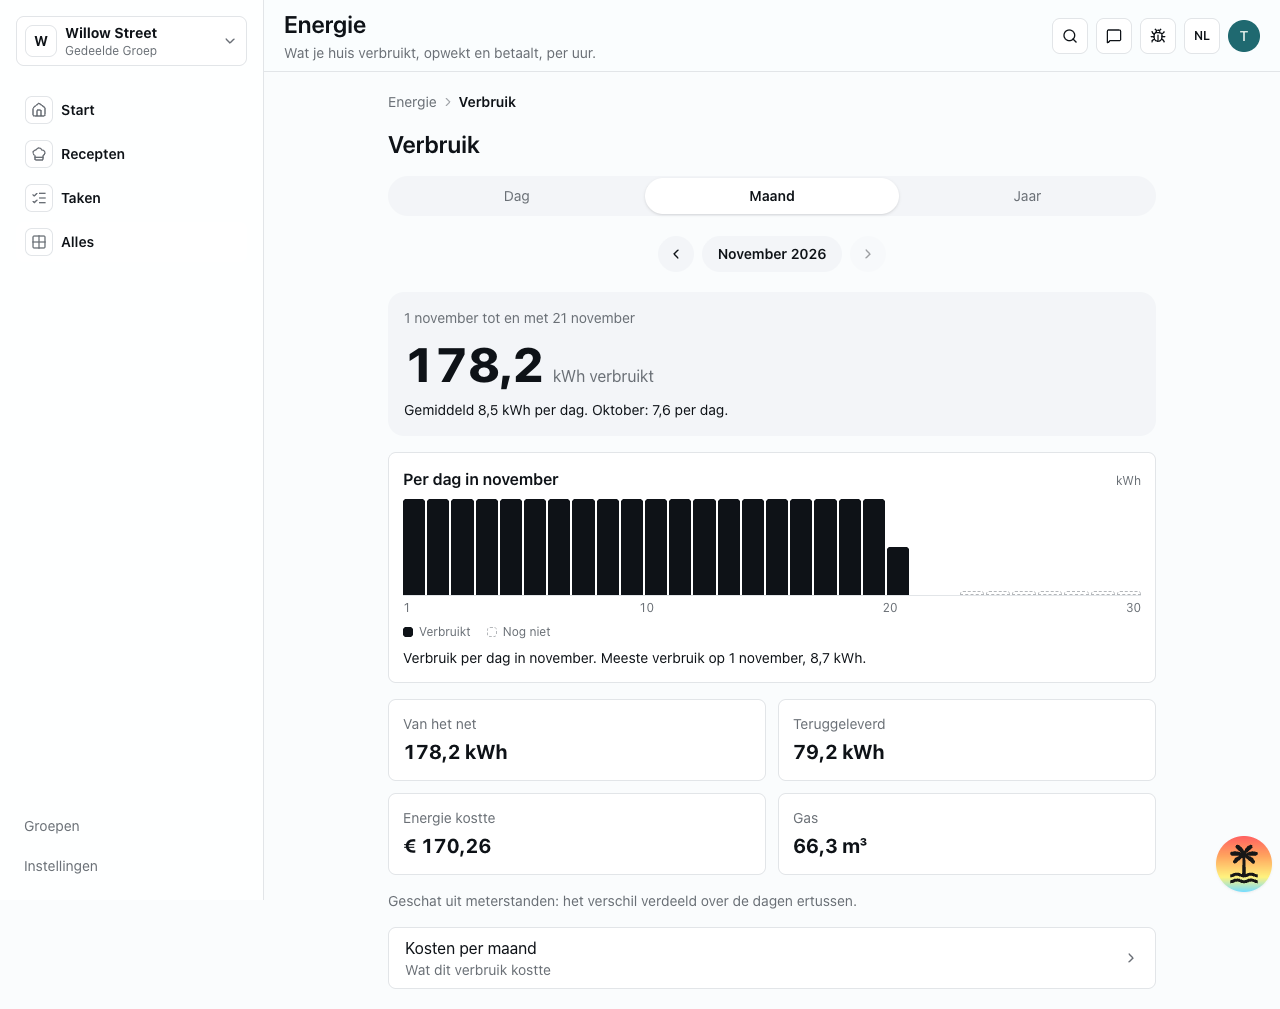 W
Willow Street
Gedeelde Groep
Start
Recepten
Taken
Alles
Groepen
Instellingen
Energie
Wat je huis verbruikt, opwekt en betaalt, per uur.
NL
T
Energie
Verbruik
Verbruik
Dag
Maand
Jaar
November 2026
1 november tot en met 21 november
178,2 kWh verbruikt
Gemiddeld 8,5 kWh per dag. Oktober: 7,6 per dag.
Per dag in november
kWh
1 10 20 30
Verbruikt
Nog niet
Verbruik per dag in november. Meeste verbruik op 1 november, 8,7 kWh.
Van het net
178,2 kWh
Teruggeleverd
79,2 kWh
Energie kostte
€ 170,26
Gas
66,3 m³
Geschat uit meterstanden: het verschil verdeeld over de dagen ertussen.
Kosten per maand
Wat dit verbruik kostte